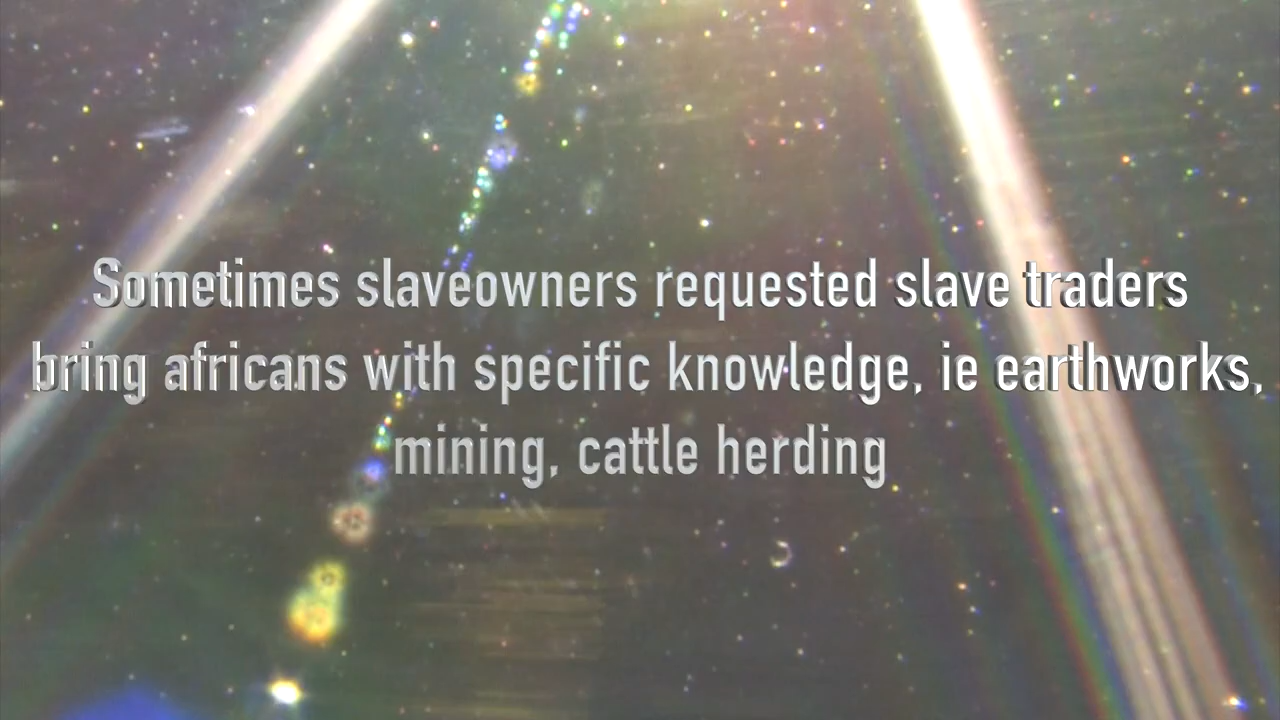 Sometimes slaveowners requested slave traders
bring africans with specific knowledge, ie earthworks,
mining, cattle herding